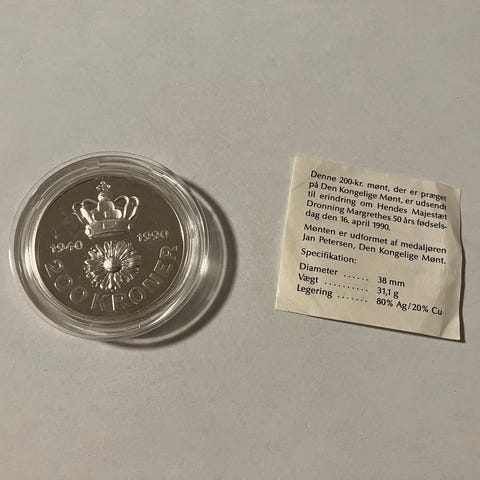 1940 1990
200 KRONER
Denne 200-kr. mønt, der er præget
på Den Kongelige Mønt, er udsendt
til erindring om Hendes Majestæt
Dronning Margrethes 50 års fødsels-
dag den 16. april 1990.
Mønten er udformet af medaljøren
Jan Petersen, Den Kongelige Mønt.
Specifikation:
Diameter ...... 38 mm
Vægt .......... 31,1 g
Legering ....... 80% Ag/20% Cu